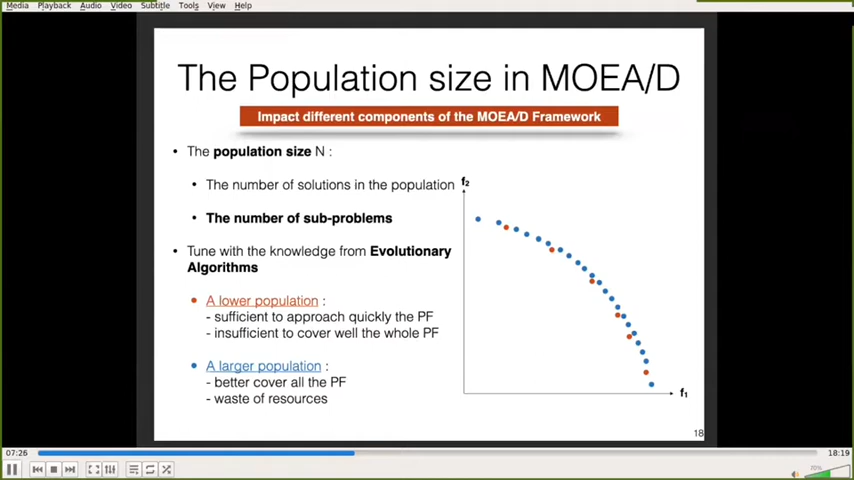 Media Playback Audio Video Subtitle Tools View Help
The Population size in MOEA/D
Impact different components of the MOEA/D Framework
• The population size N :
• The number of solutions in the population
• The number of sub-problems
• Tune with the knowledge from Evolutionary
Algorithms
• A lower population :
- sufficient to approach quickly the PF
- insufficient to cover well the whole PF
• A larger population :
- better cover all the PF
- waste of resources
f2
f1
18
07:26
18:19
70%